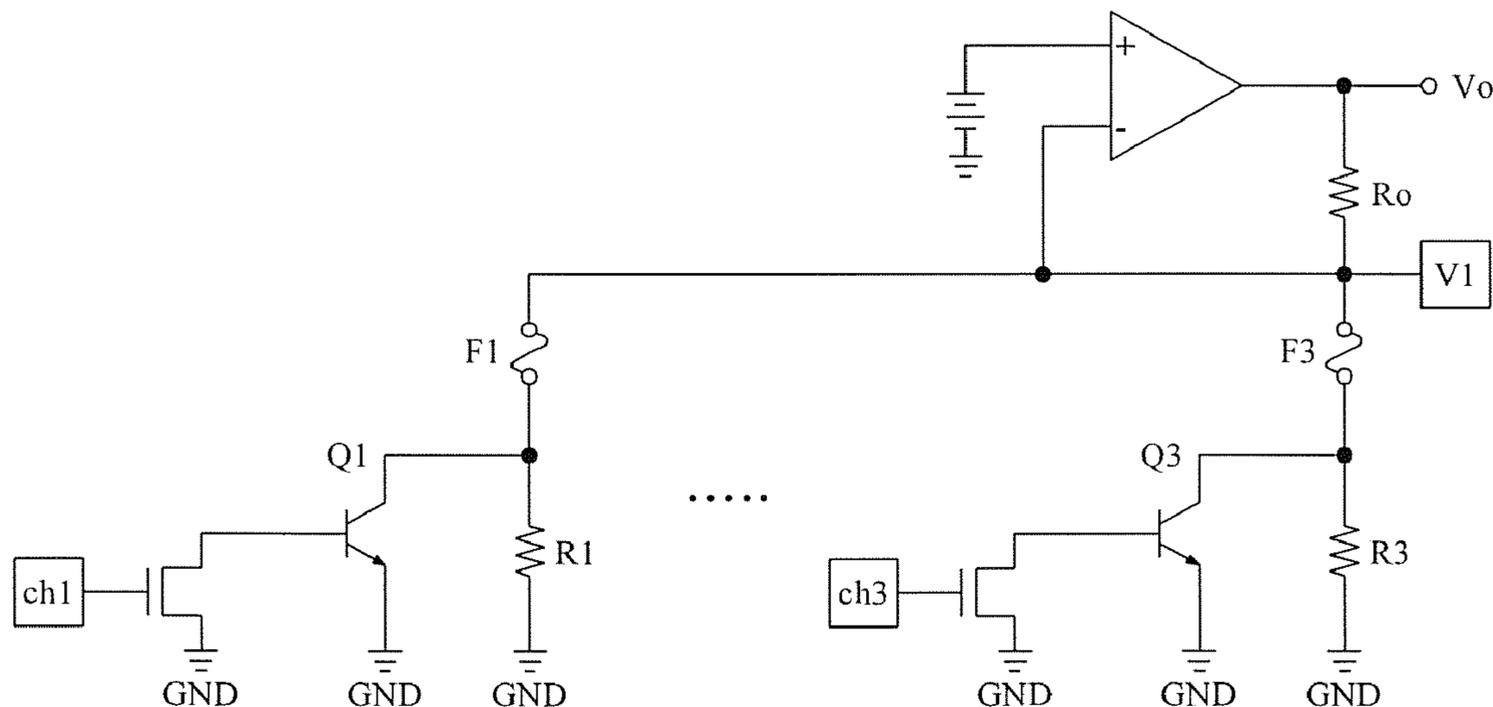 +
Vo
-
Ro
V1
F1
F3
Q1
Q3
.....
R1
R3
ch1
ch3
GND GND GND GND GND GND